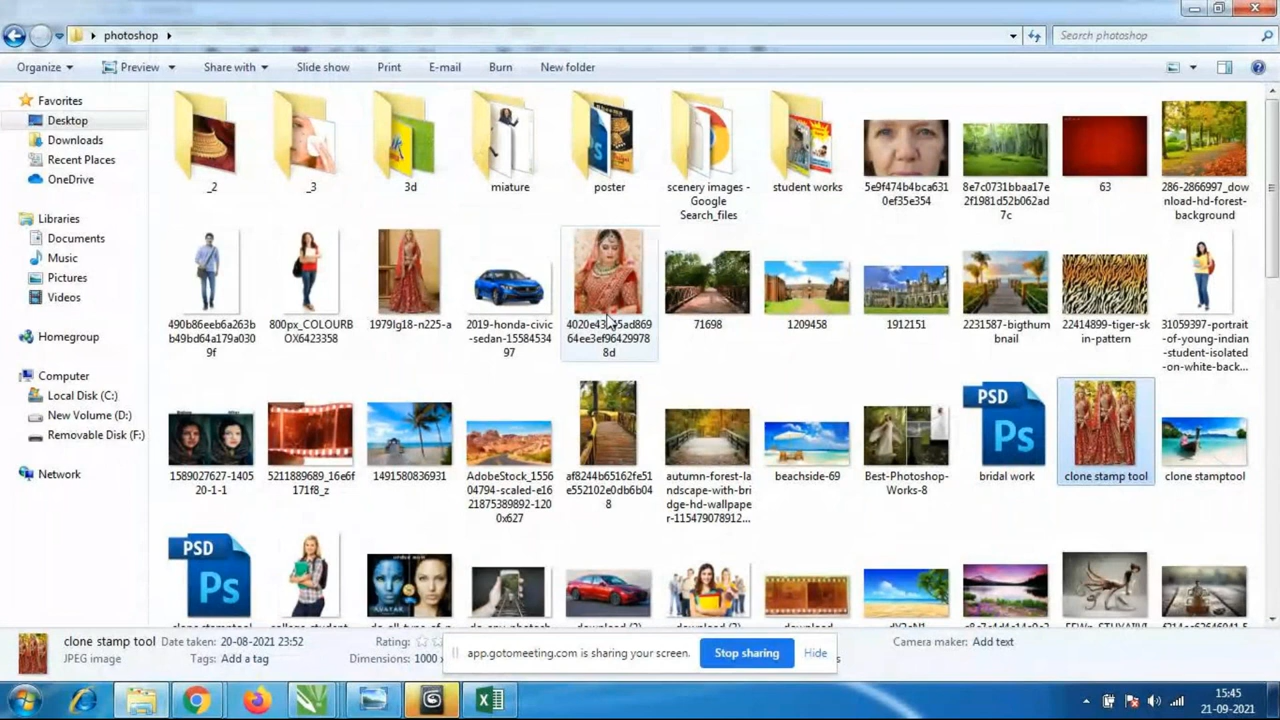 photoshop
Search photoshop
Organize
Preview
Share with
Slide show
Print
E-mail
Burn
New folder
Favorites
Desktop
Downloads
Recent Places
OneDrive
Libraries
Documents
Music
Pictures
Videos
Homegroup
Computer
Local Disk (C:)
New Volume (D:)
Removable Disk (F:)
Network
_2
_3
3d
miature
poster
scenery images -
Google
Search_files
student works
5e9f474b4bca631
0ef35e354
8e7c0731bbaa17e
2f1981d52b062ad
7c
63
286-2866997_dow
nload-hd-forest-
background
490b86eeb6a263b
b49bd64a179a030
9f
800px_COLOURB
OX6423358
1979lg18-n225-a
2019-honda-civic
-sedan-15584534
97
64ee3ef96429978
8d
71698
1209458
1912151
2231587-bigthum
bnail
22414899-tiger-sk
in-pattern
31059397-portrait
-of-young-indian
-student-isolated
-on-white-back...
1589027627-1405
20-1-1
5211889689_16e6f
171f8_z
1491580836931
AdobeStock_1556
04794-scaled-e16
21875389892-120
0x627
af8244b65162fe51
e552102e0db6b04
8
autumn-forest-la
ndscape-with-bri
dge-hd-wallpape
r-115479078912...
beachside-69
Best-Photoshop-
Works-8
PSD
Ps
bridal work
clone stamp tool
clone stamptool
PSD
Ps
AVATAR
clone stamp tool
JPEG image
Date taken: 20-08-2021 23:52
Tags: Add a tag
Rating:
Dimensions: 1000 x
app.gotomeeting.com is sharing your screen.
Stop sharing
Hide
Camera maker: Add text
15:45
21-09-2021